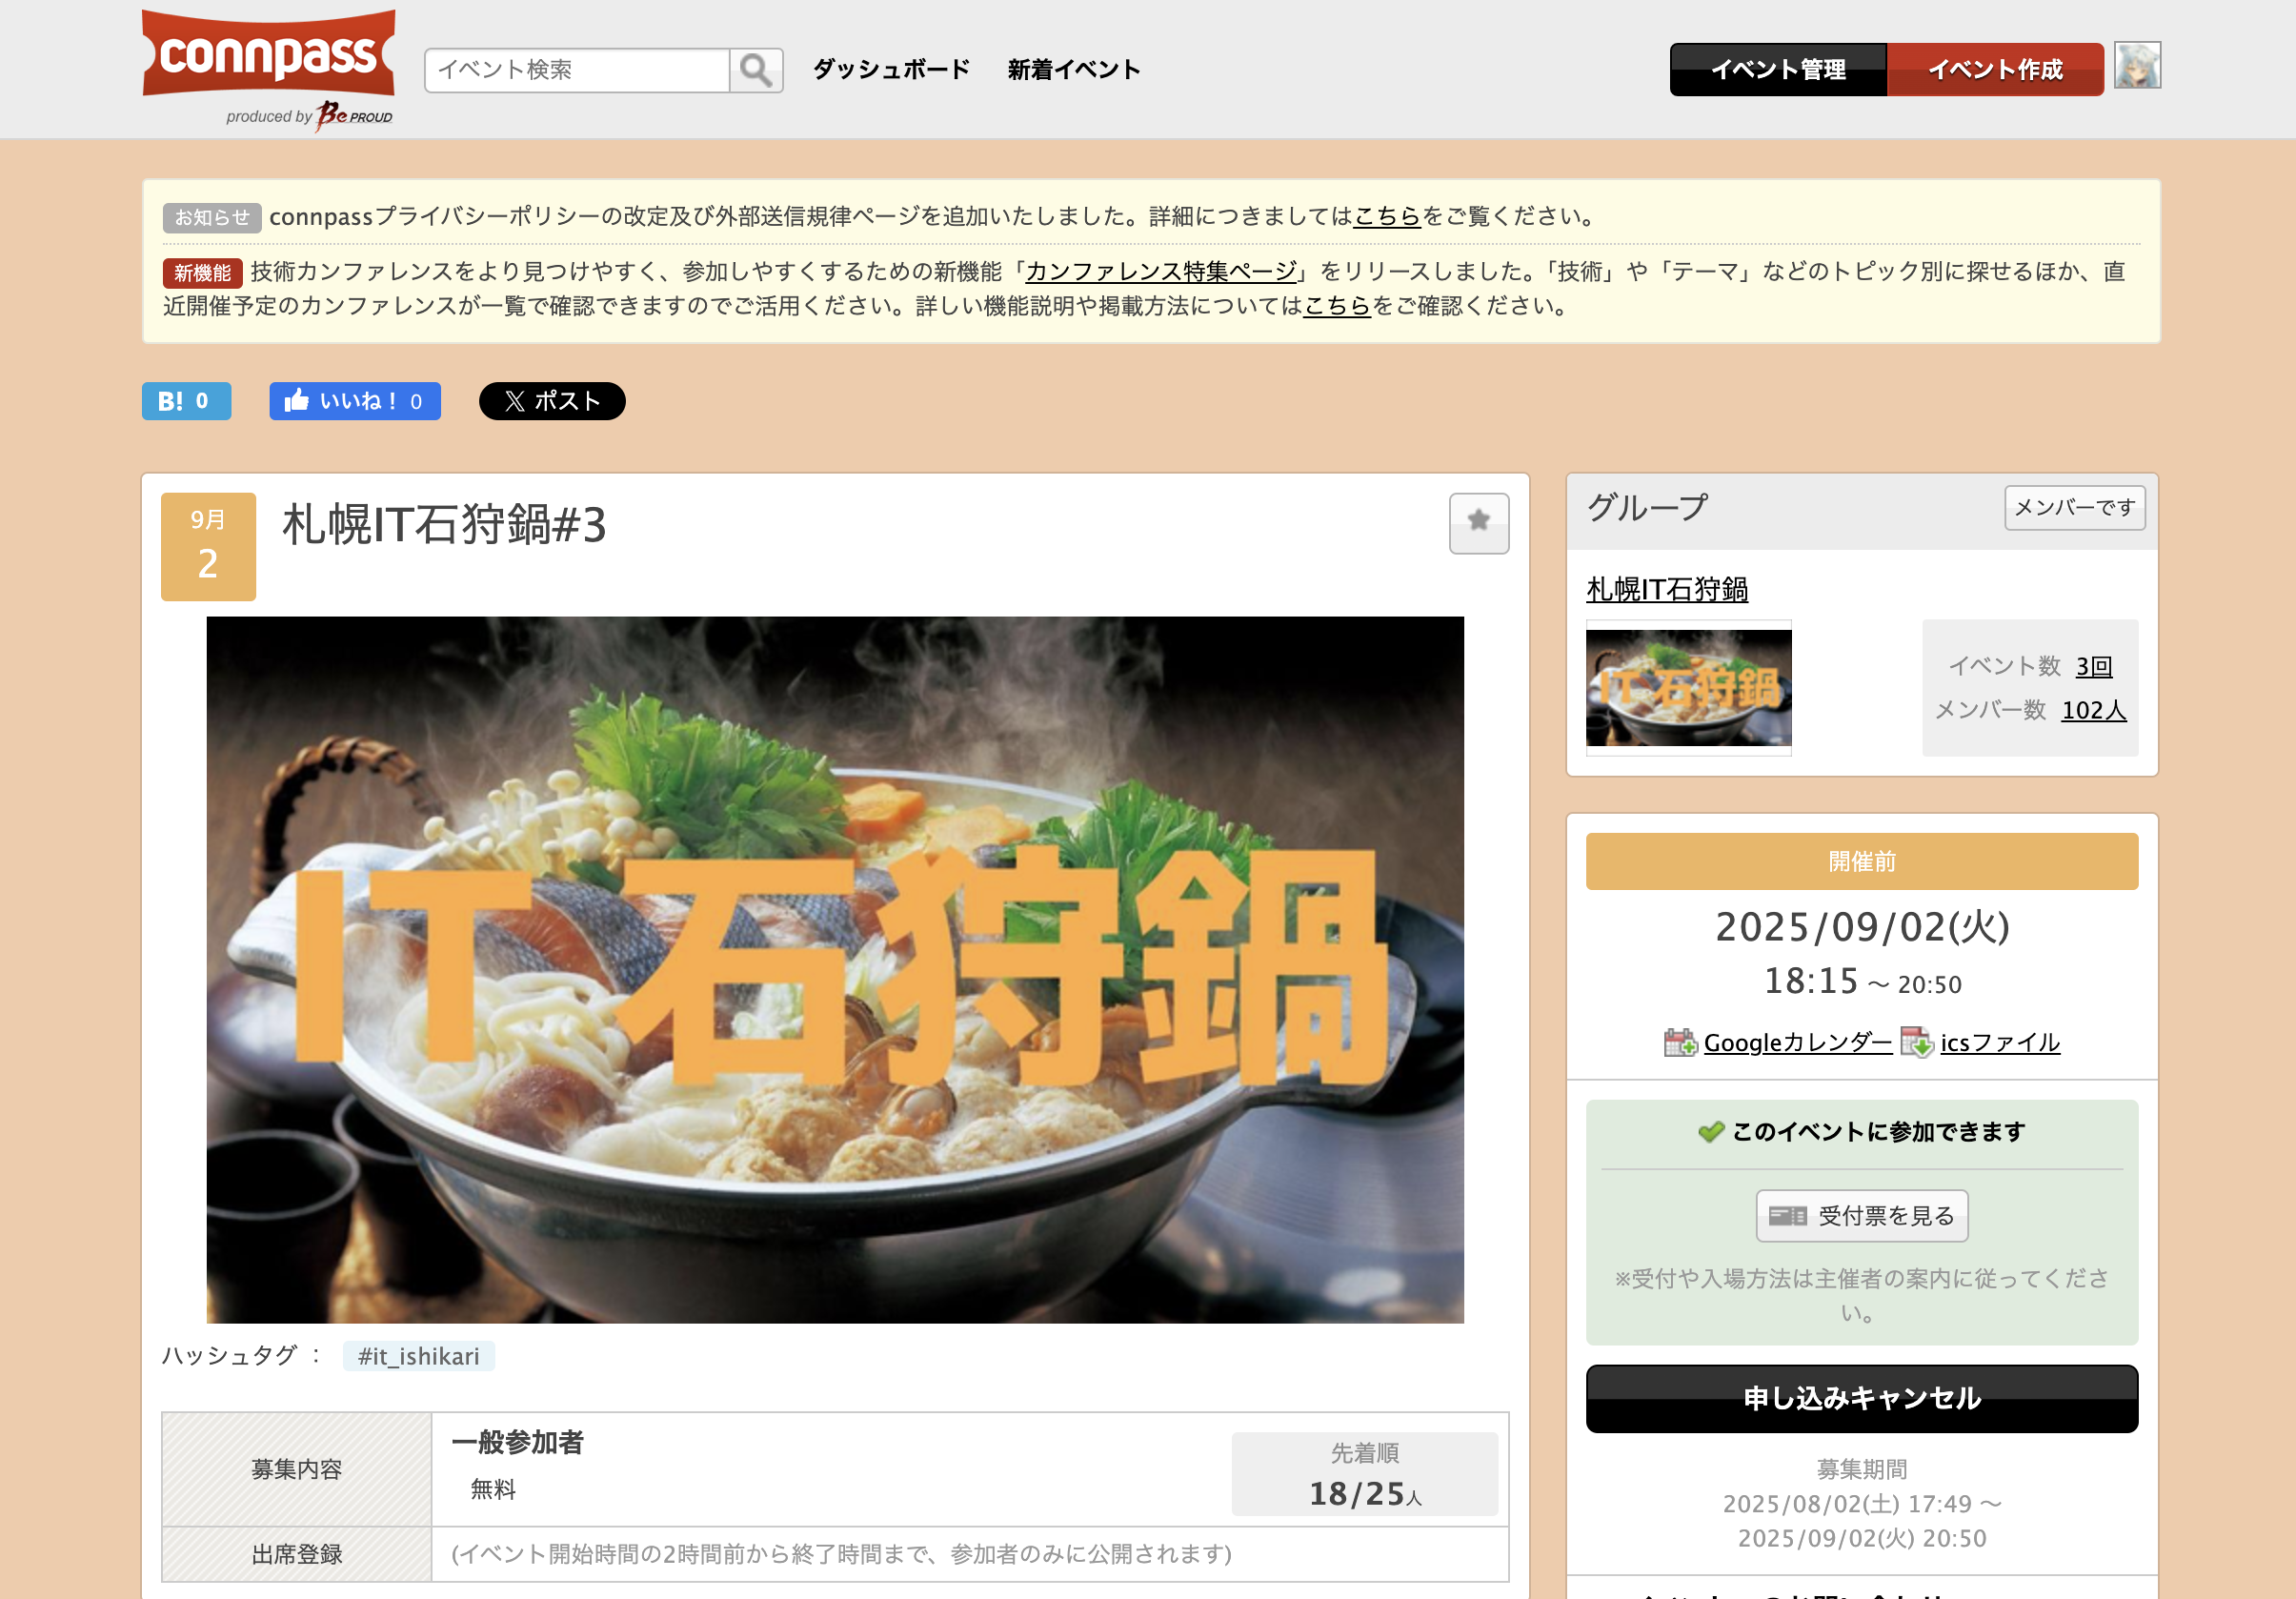 connpass
produced by Be PROUD
イベント検索
ダッシュボード
新着イベント
イベント管理
イベント作成
お知らせ connpassプライバシーポリシーの改定及び外部送信規律ページを追加いたしました。詳細につきましてはこちらをご覧ください。
新機能 技術カンファレンスをより見つけやすく、参加しやすくするための新機能「カンファレンス特集ページ」をリリースしました。「技術」や「テーマ」などのトピック別に探せるほか、直
近開催予定のカンファレンスが一覧で確認できますのでご活用ください。詳しい機能説明や掲載方法についてはこちらをご確認ください。
B! 0
いいね！ 0
X ポスト
9月
2
札幌IT石狩鍋#3
IT 石狩鍋
ハッシュタグ ： #it_ishikari
募集内容
一般参加者
無料
先着順
18/25人
出席登録
(イベント開始時間の2時間前から終了時間まで、参加者のみに公開されます)
グループ
メンバーです
札幌IT石狩鍋
IT 石狩鍋
イベント数 3回
メンバー数 102人
開催前
2025/09/02(火)
18:15 ～ 20:50
Googleカレンダー icsファイル
このイベントに参加できます
受付票を見る
※受付や入場方法は主催者の案内に従ってくださ
い。
申し込みキャンセル
募集期間
2025/08/02(土) 17:49 ～
2025/09/02(火) 20:50